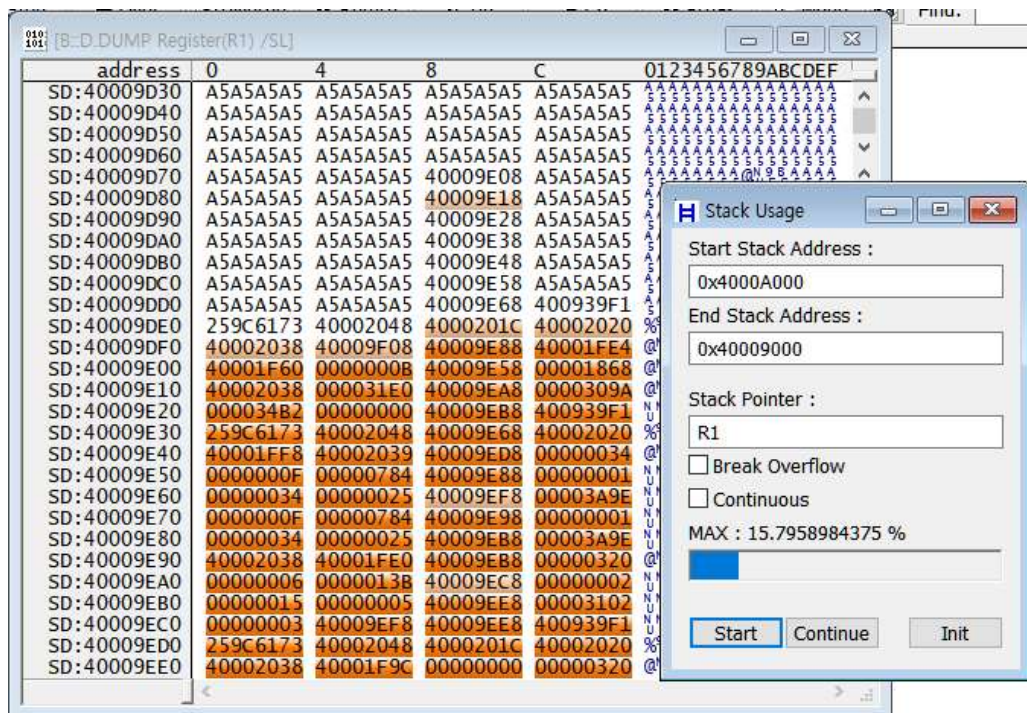 Find:
[B::D.DUMP Register(R1) /SL]
address 0 4 8 C 0123456789ABCDEF
SD:40009D30 A5A5A5A5 A5A5A5A5 A5A5A5A5 A5A5A5A5
SD:40009D40 A5A5A5A5 A5A5A5A5 A5A5A5A5 A5A5A5A5
SD:40009D50 A5A5A5A5 A5A5A5A5 A5A5A5A5 A5A5A5A5
SD:40009D60 A5A5A5A5 A5A5A5A5 A5A5A5A5 A5A5A5A5
SD:40009D70 A5A5A5A5 A5A5A5A5 40009E08 A5A5A5A5
SD:40009D80 A5A5A5A5 A5A5A5A5 40009E18 A5A5A5A5
SD:40009D90 A5A5A5A5 A5A5A5A5 40009E28 A5A5A5A5
SD:40009DA0 A5A5A5A5 A5A5A5A5 40009E38 A5A5A5A5
SD:40009DB0 A5A5A5A5 A5A5A5A5 40009E48 A5A5A5A5
SD:40009DC0 A5A5A5A5 A5A5A5A5 40009E58 A5A5A5A5
SD:40009DD0 A5A5A5A5 A5A5A5A5 40009E68 400939F1
SD:40009DE0 259C6173 40002048 4000201C 40002020
SD:40009DF0 40002038 40009F08 40009E88 40001FE4
SD:40009E00 40001F60 0000000B 40009E58 00001868
SD:40009E10 40002038 000031E0 40009EA8 0000309A
SD:40009E20 000034B2 00000000 40009EB8 400939F1
SD:40009E30 259C6173 40002048 40009E68 40002020
SD:40009E40 40001FF8 40002039 40009ED8 00000034
SD:40009E50 0000000F 00000784 40009E88 00000001
SD:40009E60 00000034 00000025 40009EF8 00003A9E
SD:40009E70 0000000F 00000784 40009E98 00000001
SD:40009E80 00000034 00000025 40009EB8 00003A9E
SD:40009E90 40002038 40001FE0 40009EB8 00000320
SD:40009EA0 00000006 0000013B 40009EC8 00000002
SD:40009EB0 00000015 00000005 40009EE8 00003102
SD:40009EC0 00000003 40009EF8 40009EE8 400939F1
SD:40009ED0 259C6173 40002048 4000201C 40002020
SD:40009EE0 40002038 40001F9C 00000000 00000320
Stack Usage
Start Stack Address :
0x4000A000
End Stack Address :
0x40009000
Stack Pointer :
R1
Break Overflow
Continuous
MAX : 15.7958984375 %
Start Continue Init